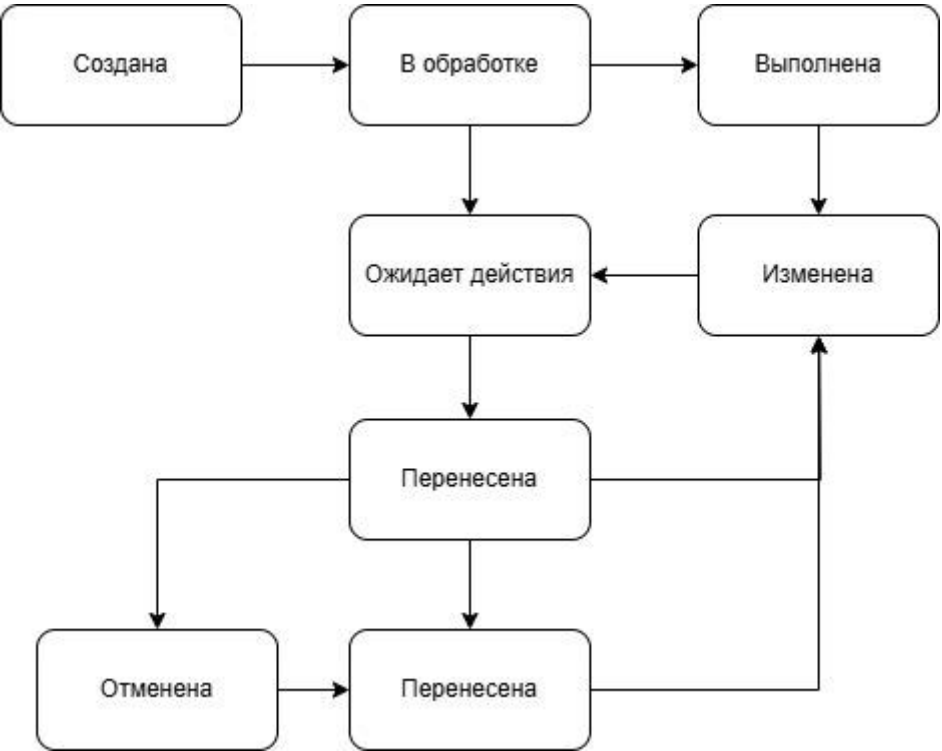 Создана
В обработке
Выполнена
Ожидает действия
Изменена
Перенесена
Отменена
Перенесена